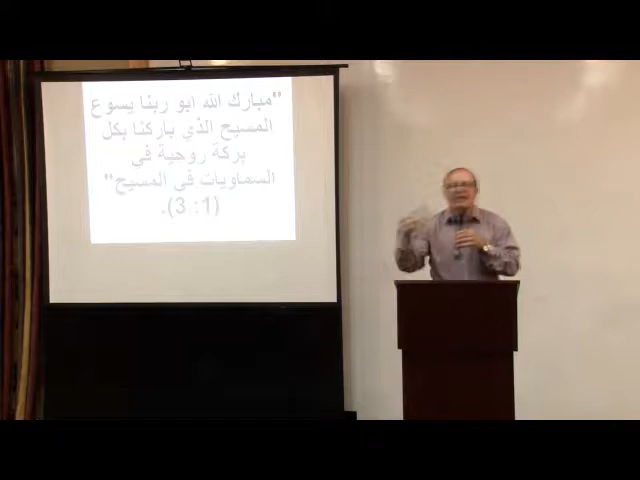 "مبارك الله ابو ربنا يسوع
المسيح الذي باركنا بكل
بركة روحية في
السماويات في المسيح"
(1: 3).